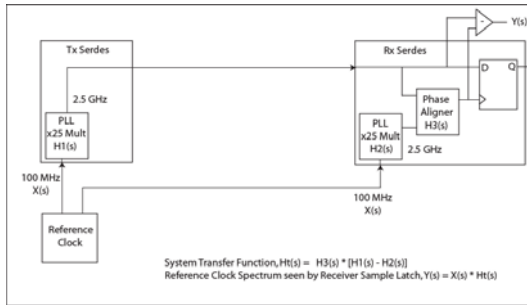 Tx Serdes
2.5 GHz
PLL
x25 Mult
H1(s)
100 MHz
X(s)
Reference
Clock
Rx Serdes
-
Y(s)
D
Q
Phase
Aligner
H3(s)
PLL
x25 Mult
H2(s)
2.5 GHz
100 MHz
X(s)
System Transfer Function, Ht(s) = H3(s) * [H1(s) - H2(s)]
Reference Clock Spectrum seen by Receiver Sample Latch, Y(s) = X(s) * Ht(s)